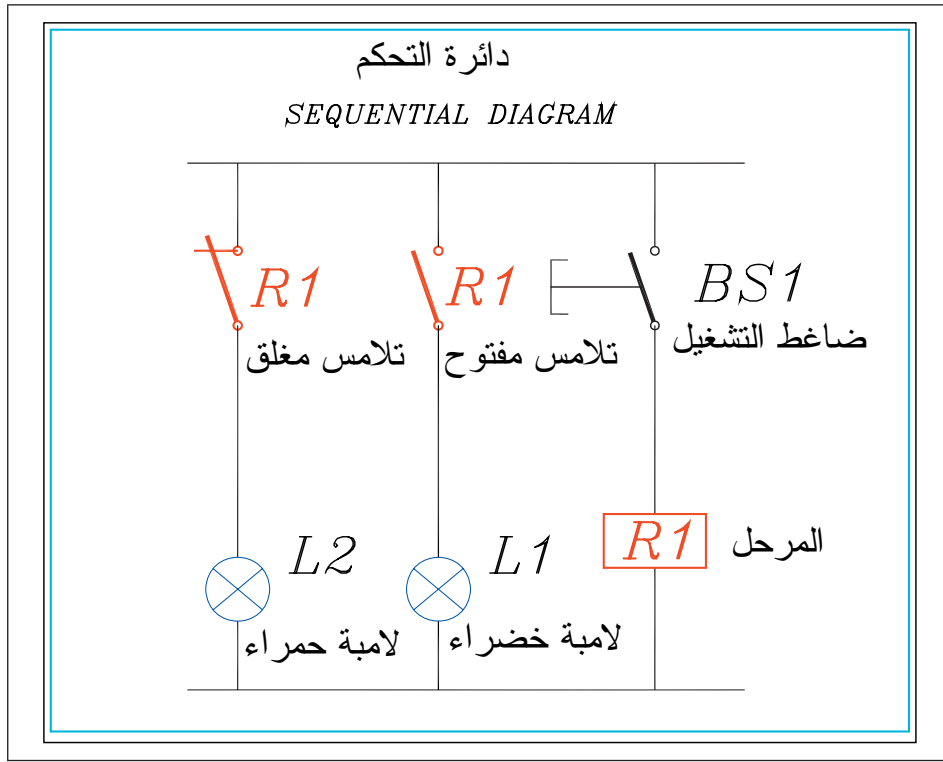 دائرة التحكم
SEQUENTIAL DIAGRAM
R1
R1
BS1
تلامس مغلق
تلامس مفتوح
ضاغط التشغيل
L2
L1
R1
المرحل
لامبة حمراء
لامبة خضراء